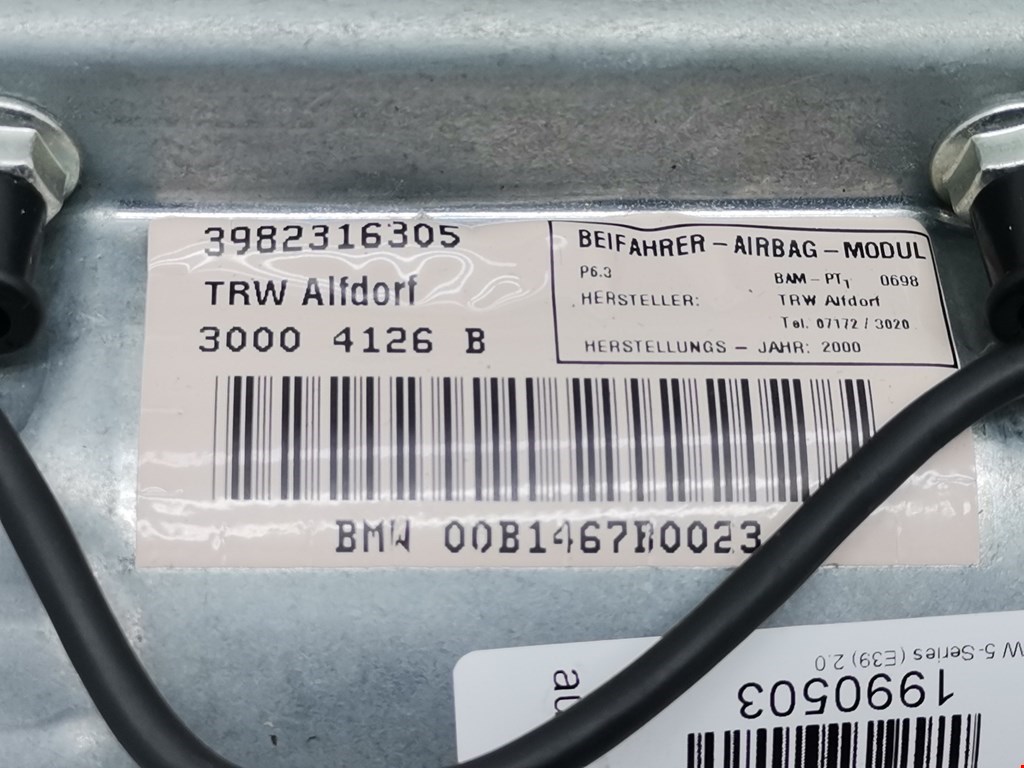 3982316305
TRW Alfdorf
3000 4126 B
BEIFAHRER - AIRBAG - MODUL
P6.3 BAM - PT1 0698
HERSTELLER: TRW Alfdorf
Tel. 07172 / 3020
HERSTELLUNGS - JAHR: 2000
BMW 00B1467B0023
W 5-Series (E39) 2.0
1990503